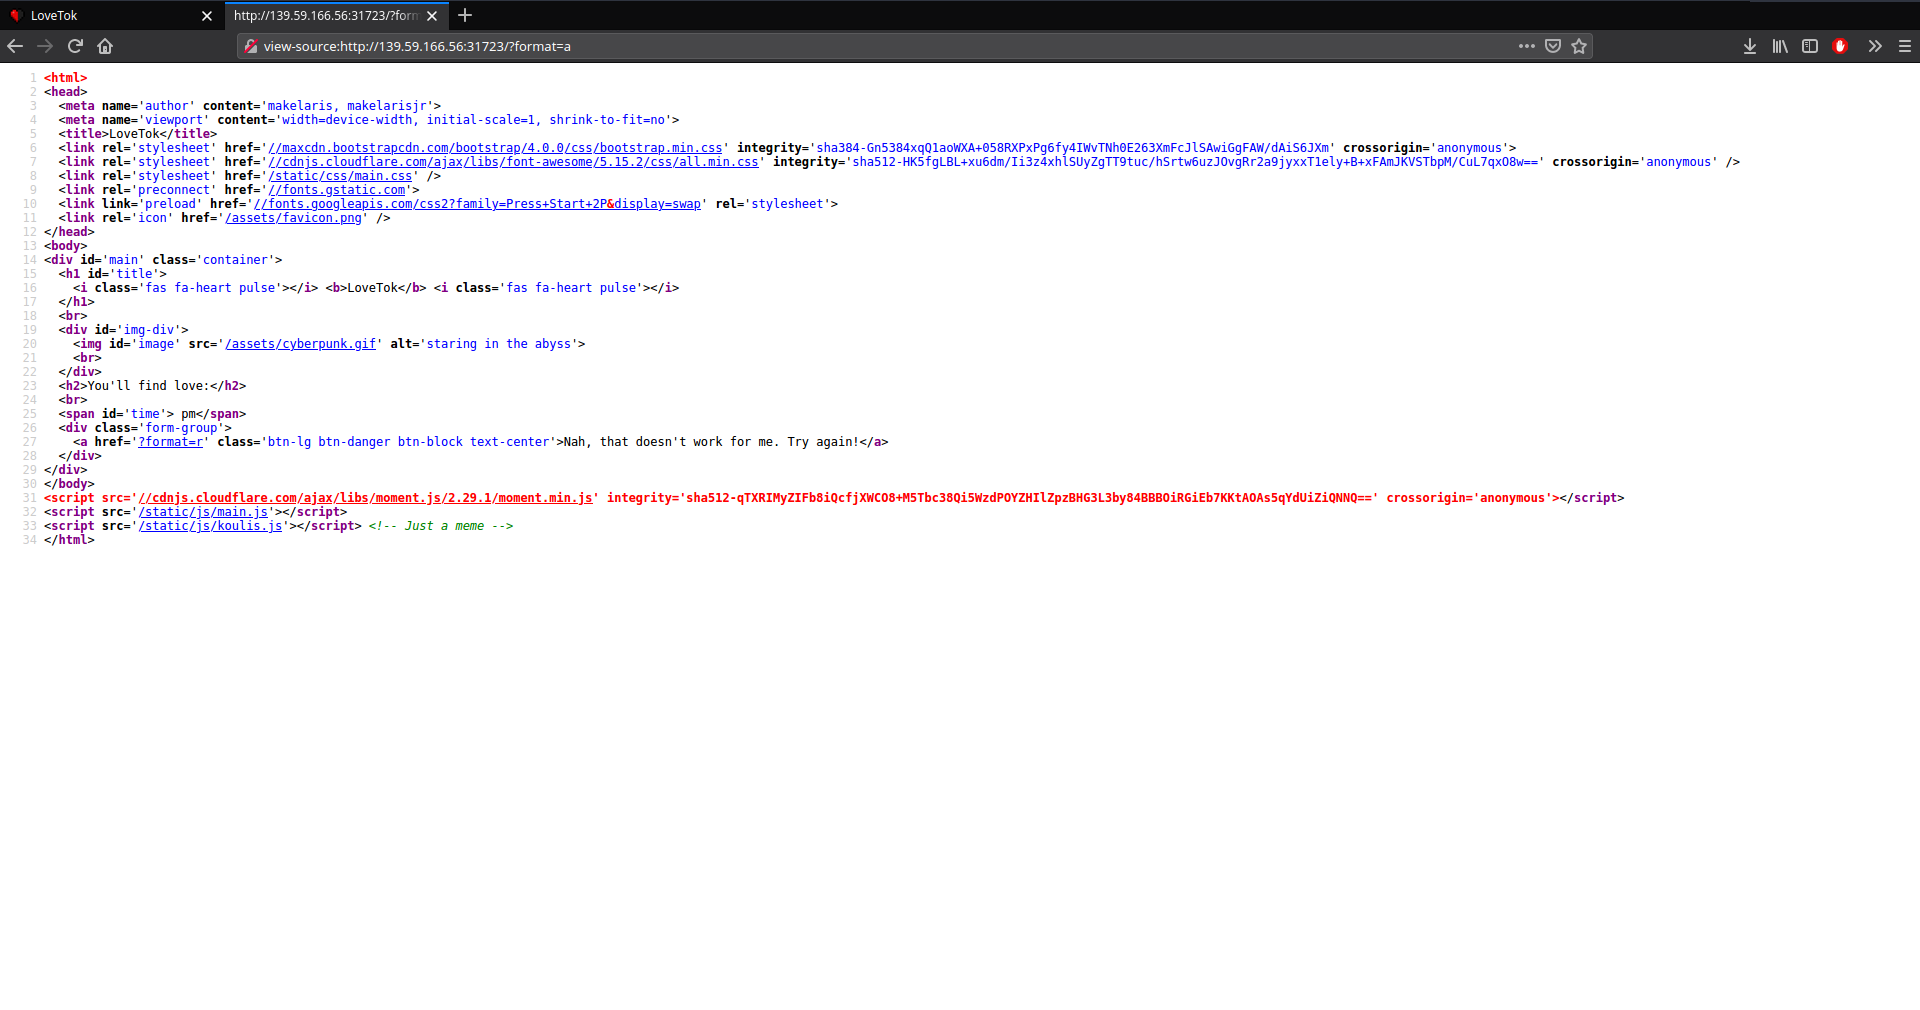 LoveTok
http://139.59.166.56:31723/?form
view-source:http://139.59.166.56:31723/?format=a
1 <html>
2 <head>
3 <meta name='author' content='makelaris, makelarisjr'>
4 <meta name='viewport' content='width=device-width, initial-scale=1, shrink-to-fit=no'>
5 <title>LoveTok</title>
6 <link rel='stylesheet' href='//maxcdn.bootstrapcdn.com/bootstrap/4.0.0/css/bootstrap.min.css' integrity='sha384-Gn5384xqQ1aoWXA+058RXPxPg6fy4IWvTNh0E263XmFcJlSAwiGgFAW/dAiS6JXm' crossorigin='anonymous'>
7 <link rel='stylesheet' href='//cdnjs.cloudflare.com/ajax/libs/font-awesome/5.15.2/css/all.min.css' integrity='sha512-HK5fgLBL+xu6dm/Ii3z4xhlSUyZgTT9tuc/hSrtw6uzJOvgRr2a9jyxxT1ely+B+xFAmJKVSTbpM/CuL7qxO8w==' crossorigin='anonymous' />
8 <link rel='stylesheet' href='/static/css/main.css' />
9 <link rel='preconnect' href='//fonts.gstatic.com'>
10 <link link='preload' href='//fonts.googleapis.com/css2?family=Press+Start+2P&display=swap' rel='stylesheet'>
11 <link rel='icon' href='/assets/favicon.png' />
12 </head>
13 <body>
14 <div id='main' class='container'>
15 <h1 id='title'>
16 <i class='fas fa-heart pulse'></i> <b>LoveTok</b> <i class='fas fa-heart pulse'></i>
17 </h1>
18 <br>
19 <div id='img-div'>
20 <img id='image' src='/assets/cyberpunk.gif' alt='staring in the abyss'>
21 <br>
22 </div>
23 <h2>You'll find love:</h2>
24 <br>
25 <span id='time'> pm</span>
26 <div class='form-group'>
27 <a href='?format=r' class='btn-lg btn-danger btn-block text-center'>Nah, that doesn't work for me. Try again!</a>
28 </div>
29 </div>
30 </body>
31 <script src='//cdnjs.cloudflare.com/ajax/libs/moment.js/2.29.1/moment.min.js' integrity='sha512-qTXRIMyZIFb8iQcfjXWCO8+M5Tbc38Qi5WzdPOYZHIlZpzBHG3L3by84BBBOiRGiEb7KKtAOAs5qYdUiZiQNNQ==' crossorigin='anonymous'></script>
32 <script src='/static/js/main.js'></script>
33 <script src='/static/js/koulis.js'></script> <!-- Just a meme -->
34 </html>